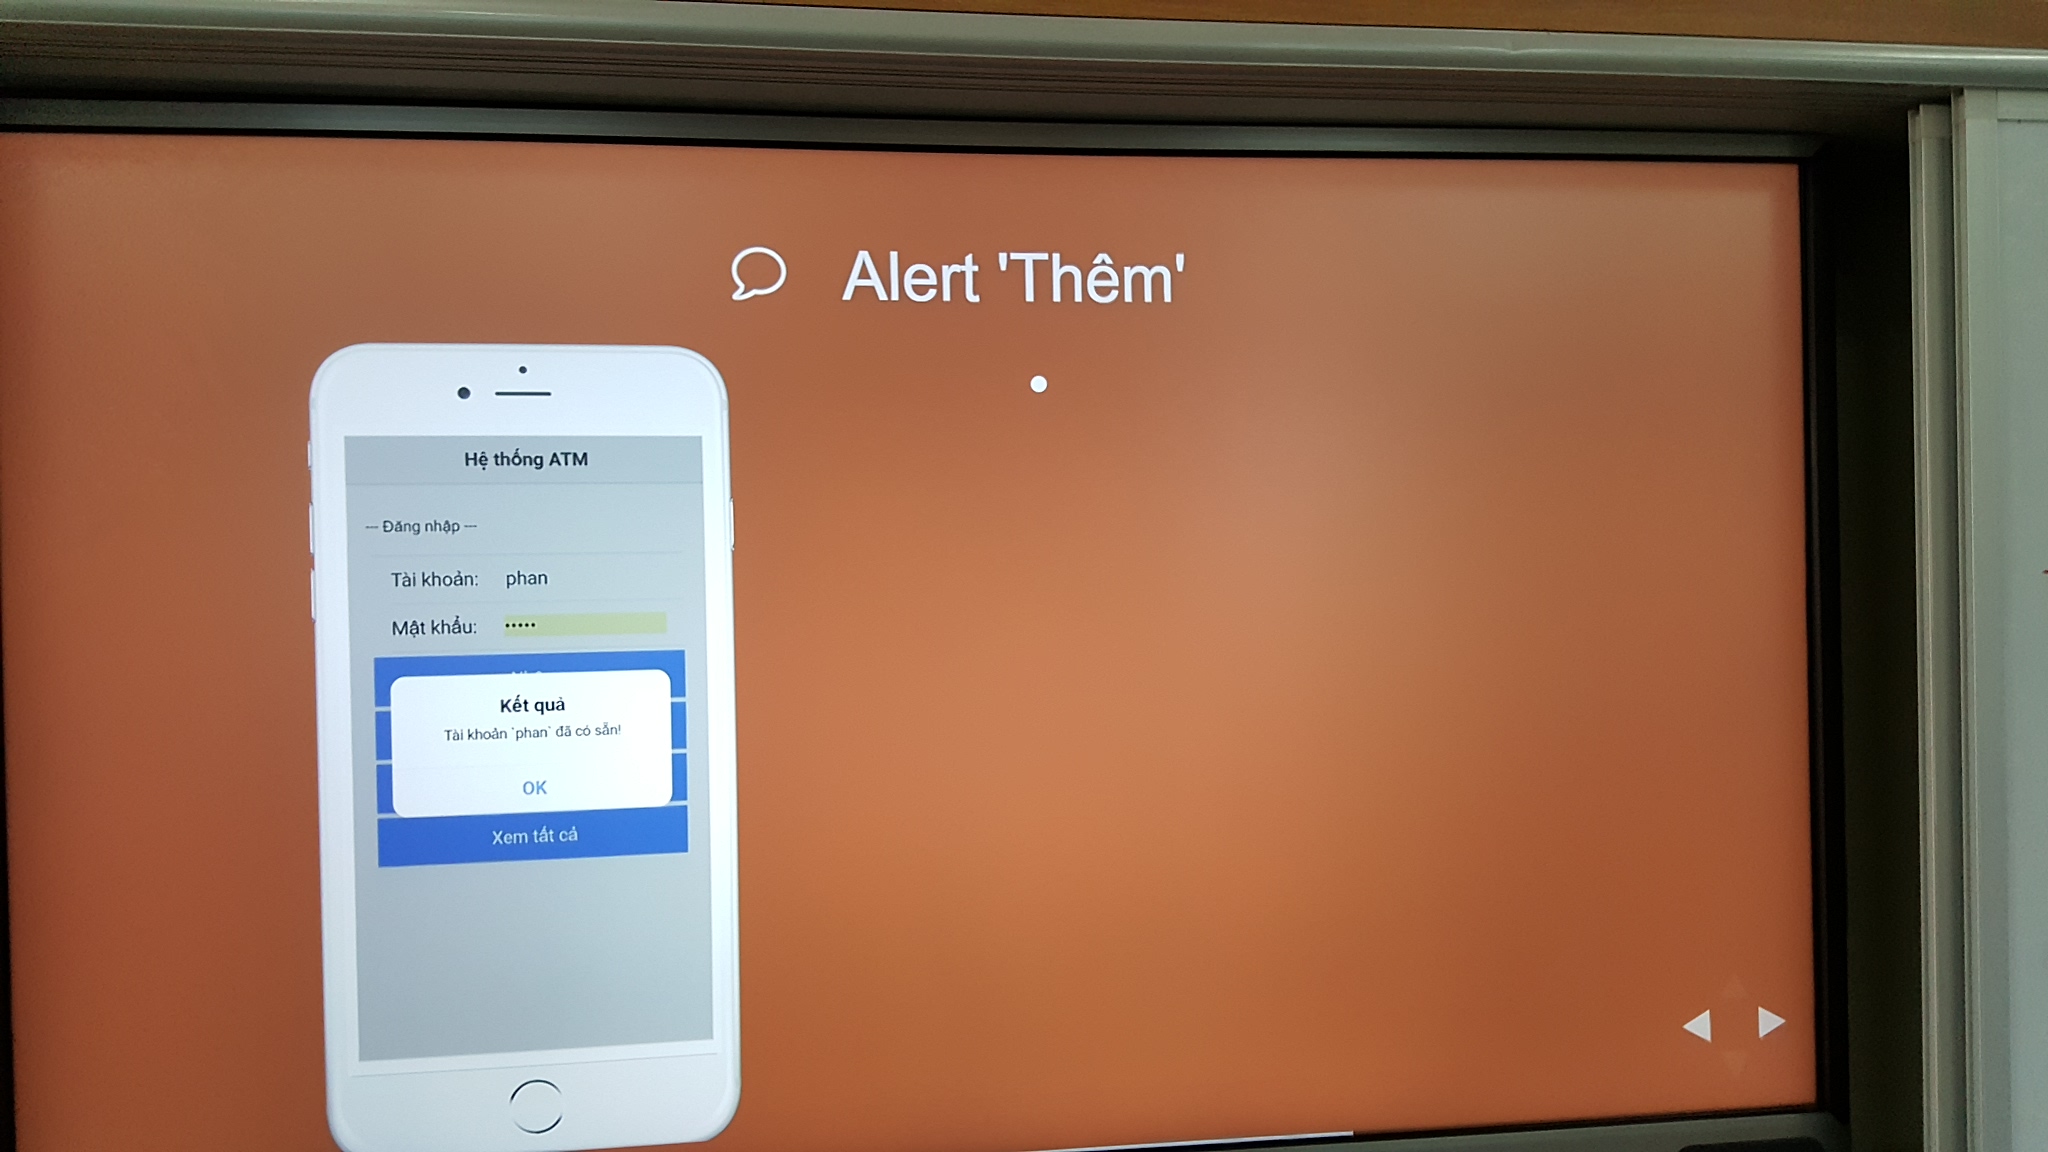 Alert 'Thêm'
Hệ thống ATM
--- Đăng nhập ---
Tài khoản: phan
Mật khẩu: •••••
Kết quả
Tài khoản `phan` đã có sẵn!
OK
Xem tất cả